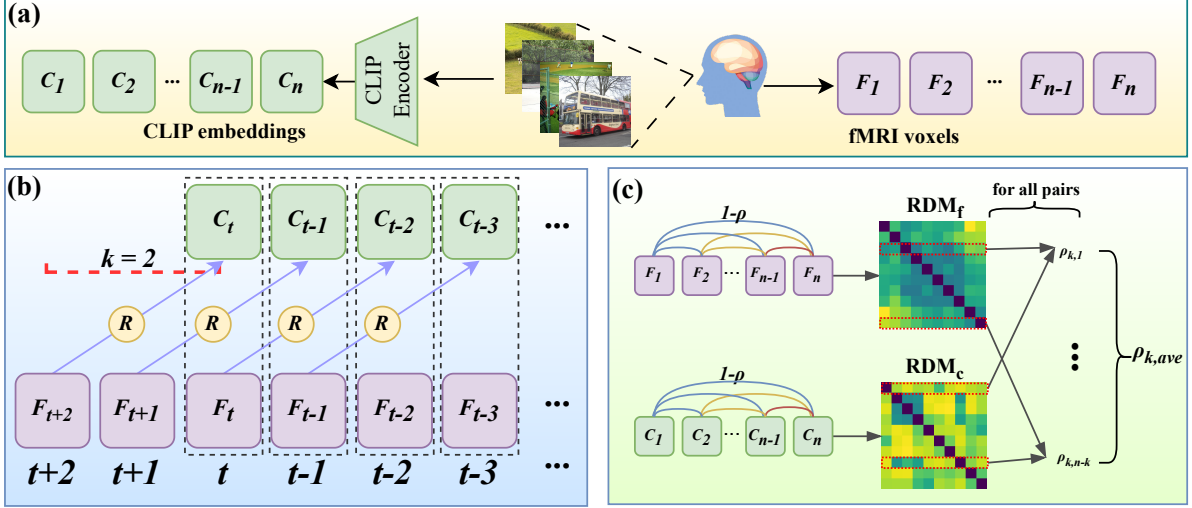 (a)
C1 C2 ... Cn-1 Cn
CLIP
Encoder
F1 F2 ... Fn-1 Fn
CLIP embeddings
fMRI voxels
(b)
Ct Ct-1 Ct-2 Ct-3 ...
k = 2
R R R R
Ft+2 Ft+1 Ft Ft-1 Ft-2 Ft-3 ...
t+2 t+1 t t-1 t-2 t-3 ...
(c)
for all pairs
1-ρ
RDMf
F1 F2 ... Fn-1 Fn
ρk,1
ρk,ave
1-ρ
RDMc
C1 C2 ... Cn-1 Cn
ρk,n-k